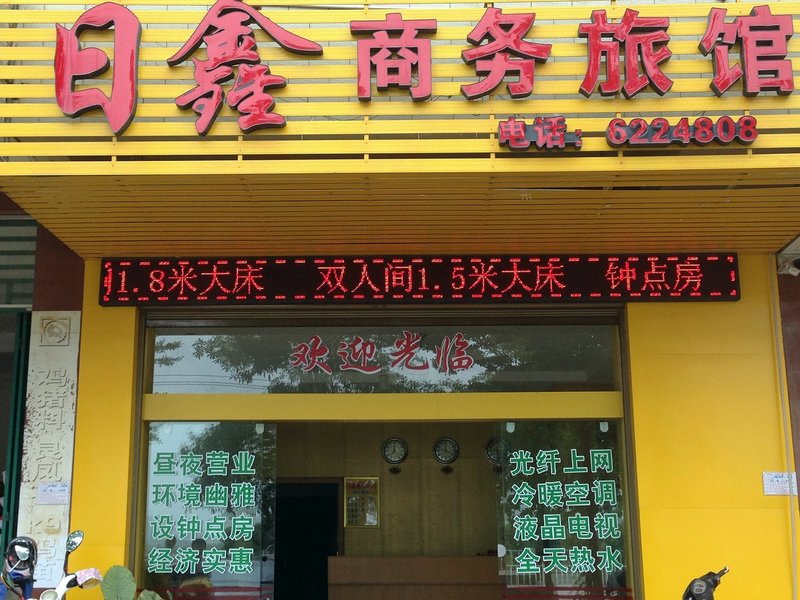 日鑫商务旅馆
电话：6224808
1.8米大床 双人间1.5米大床 钟点房
欢迎光临
昼夜营业
环境幽雅
设钟点房
经济实惠
光纤上网
冷暖空调
液晶电视
全天热水
鸡猪料